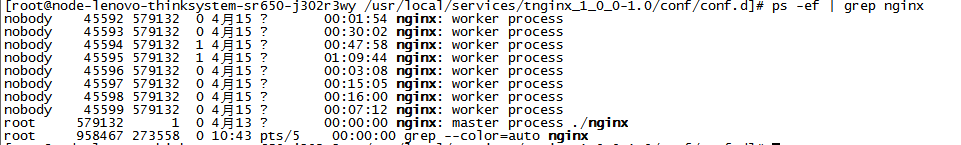 [root@node-lenovo-thinksystem-sr650-j302r3wy /usr/local/services/tnginx_1_0_0-1.0/conf/conf.d]# ps -ef | grep nginx
nobody 45592 579132 0 4月15 ? 00:01:54 nginx: worker process
nobody 45593 579132 0 4月15 ? 00:30:02 nginx: worker process
nobody 45594 579132 1 4月15 ? 00:47:58 nginx: worker process
nobody 45595 579132 1 4月15 ? 01:09:44 nginx: worker process
nobody 45596 579132 0 4月15 ? 00:03:08 nginx: worker process
nobody 45597 579132 0 4月15 ? 00:15:05 nginx: worker process
nobody 45598 579132 0 4月15 ? 00:16:00 nginx: worker process
nobody 45599 579132 0 4月15 ? 00:07:12 nginx: worker process
root 579132 1 0 4月13 ? 00:00:00 nginx: master process ./nginx
root 958467 273558 0 10:43 pts/5 00:00:00 grep --color=auto nginx